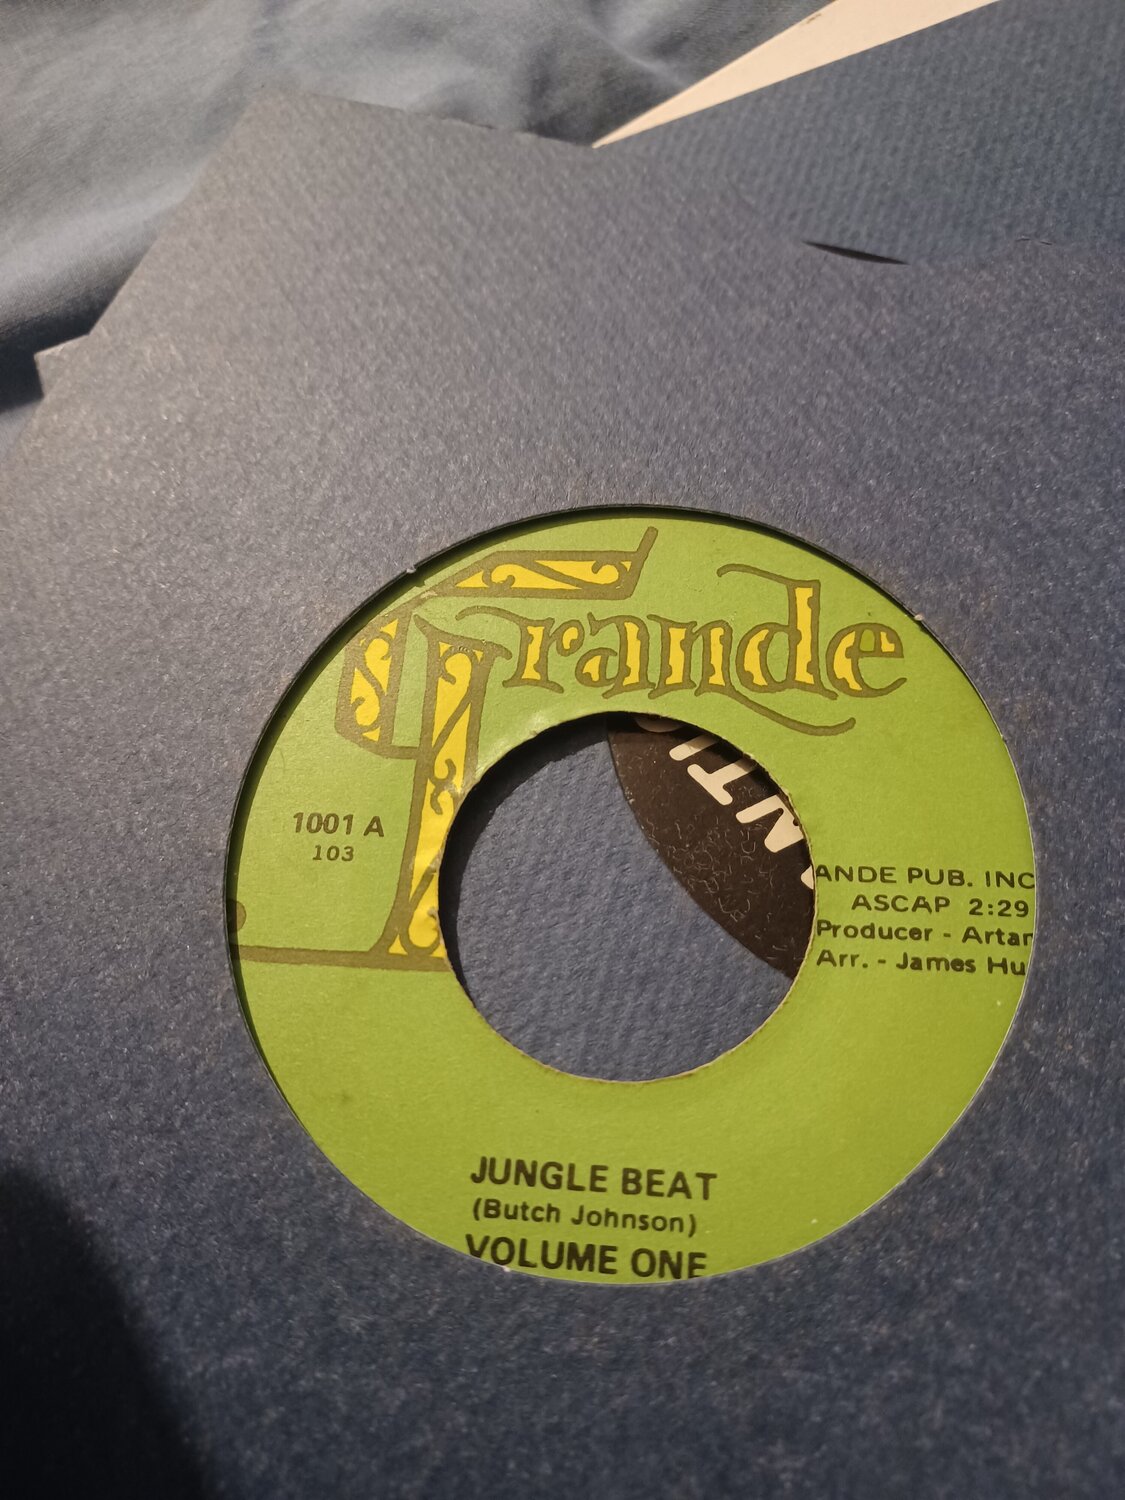 Grande
1001 A
103
ANDE PUB. INC
ASCAP 2:29
Producer - Artan
Arr. - James Hu
JUNGLE BEAT
(Butch Johnson)
VOLUME ONE